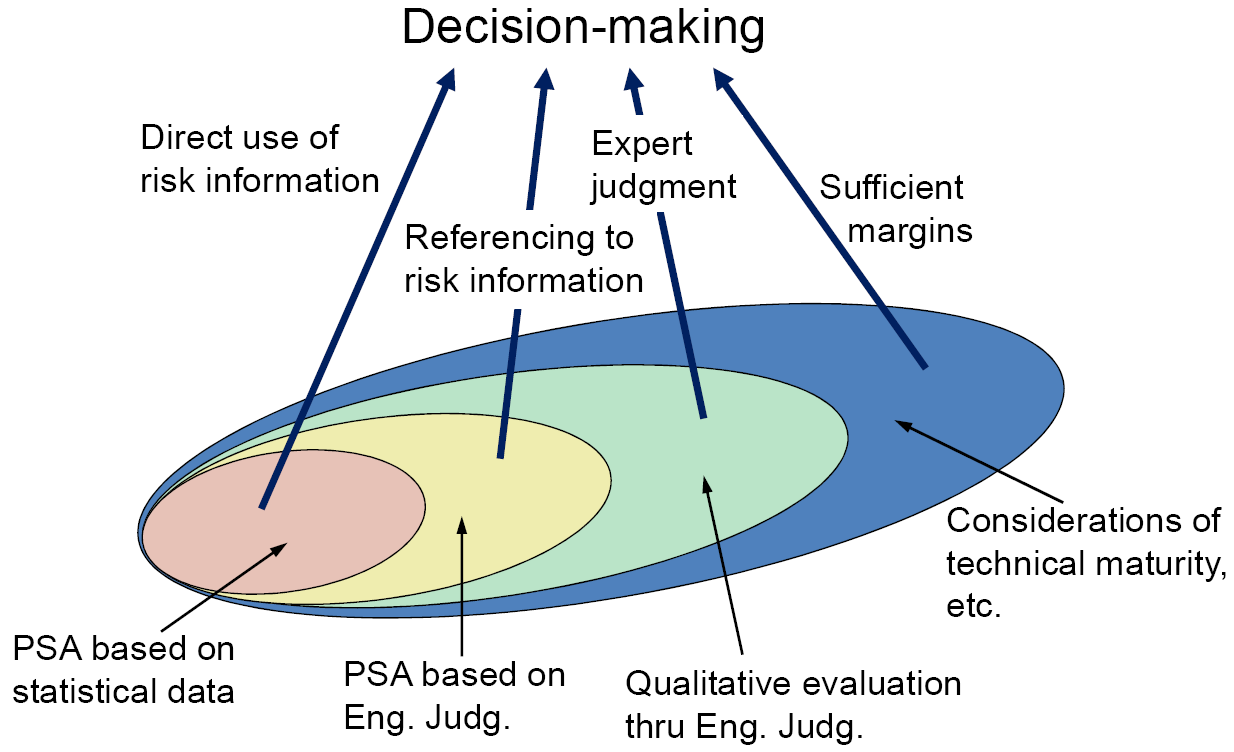 Decision-making
Direct use of
risk information
Expert
judgment
Sufficient
margins
Referencing to
risk information
Considerations of
technical maturity,
etc.
PSA based on
statistical data
PSA based on
Eng. Judg.
Qualitative evaluation
thru Eng. Judg.